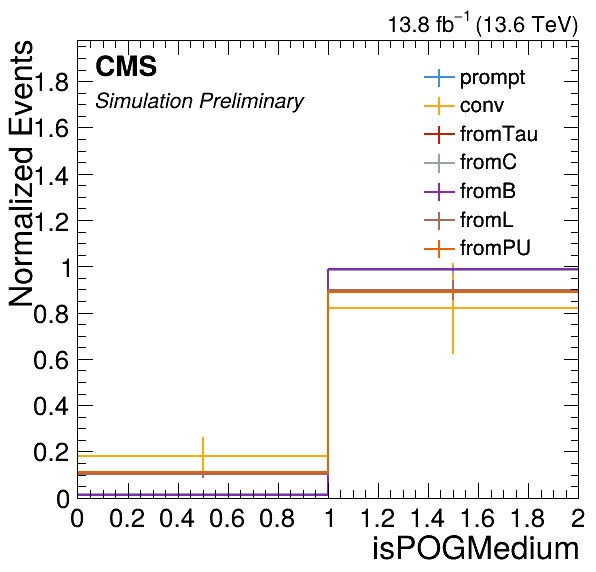 13.8 fb⁻¹ (13.6 TeV)
CMS
Simulation Preliminary
prompt
conv
fromTau
fromC
fromB
fromL
fromPU
Normalized Events
1.8
1.6
1.4
1.2
1
0.8
0.6
0.4
0.2
0
0 0.2 0.4 0.6 0.8 1 1.2 1.4 1.6 1.8 2
isPOGMedium